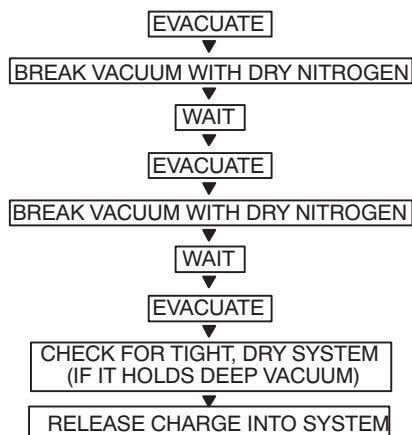 EVACUATE
BREAK VACUUM WITH DRY NITROGEN
WAIT
EVACUATE
BREAK VACUUM WITH DRY NITROGEN
WAIT
EVACUATE
CHECK FOR TIGHT, DRY SYSTEM
(IF IT HOLDS DEEP VACUUM)
RELEASE CHARGE INTO SYSTEM